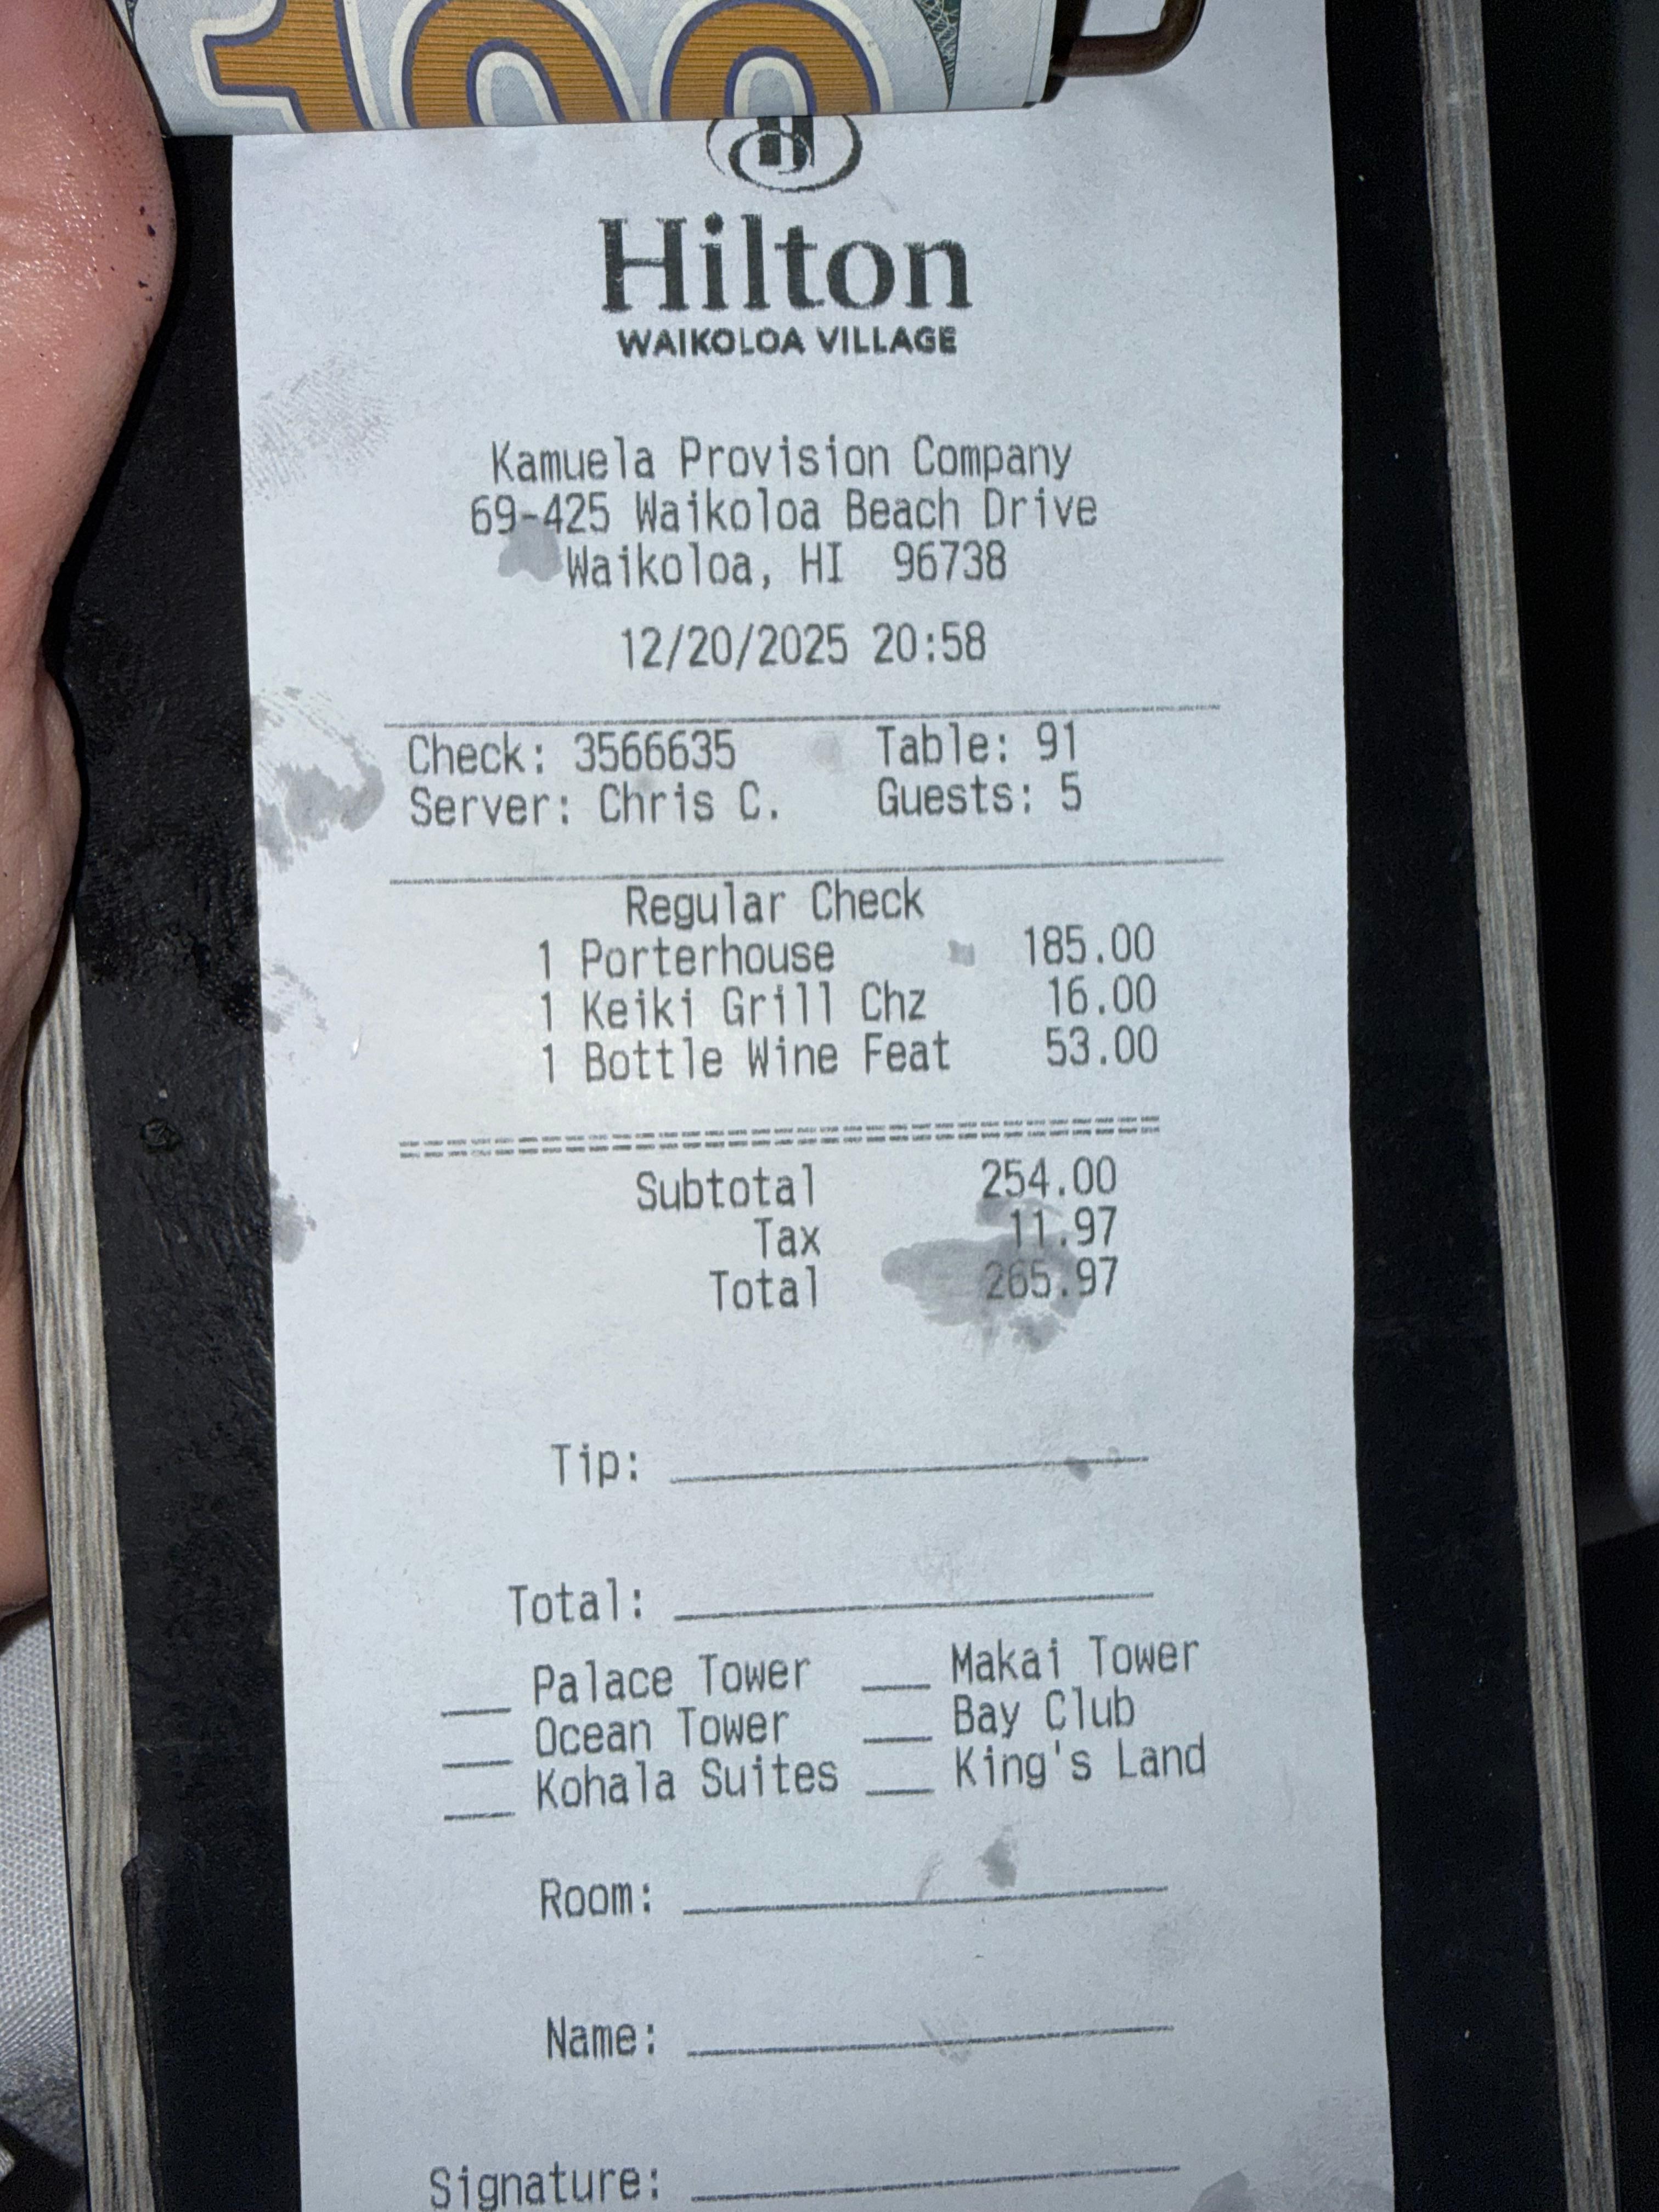 100
Hilton
WAIKOLOA VILLAGE
Kamuela Provision Company
69-425 Waikoloa Beach Drive
Waikoloa, HI 96738
12/20/2025 20:58
Check: 3566635 Table: 91
Server: Chris C. Guests: 5
Regular Check
1 Porterhouse 185.00
1 Keiki Grill Chz 16.00
1 Bottle Wine Feat 53.00
Subtotal 254.00
Tax 11.97
Total 265.97
Tip:
Total:
Palace Tower Makai Tower
Ocean Tower Bay Club
Kohala Suites King's Land
Room:
Name:
Signature: